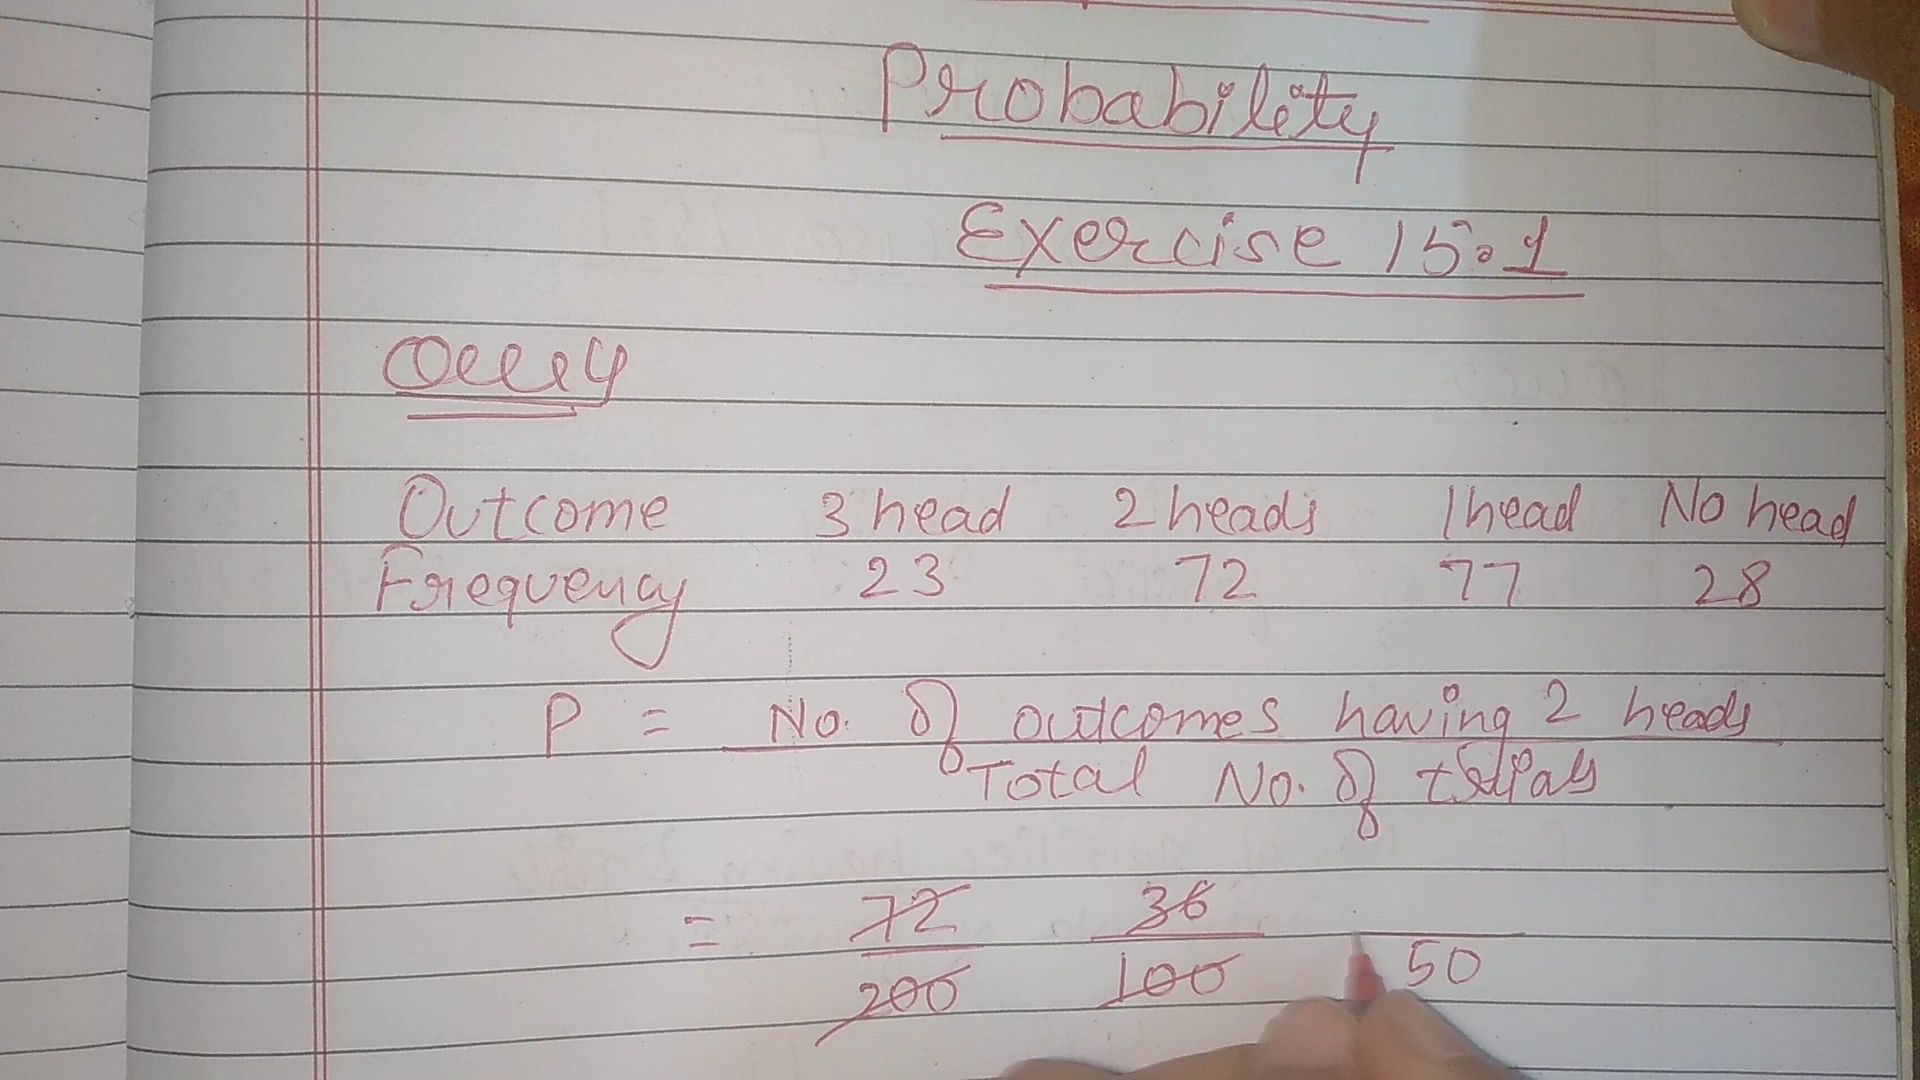 Probability
Exercise 15.1
Outcome 3 head 2 heads 1 head No head
Frequency 23 72 77 28
P = No. of outcomes having 2 heads
Total No. of
= 72 36
200 100 50